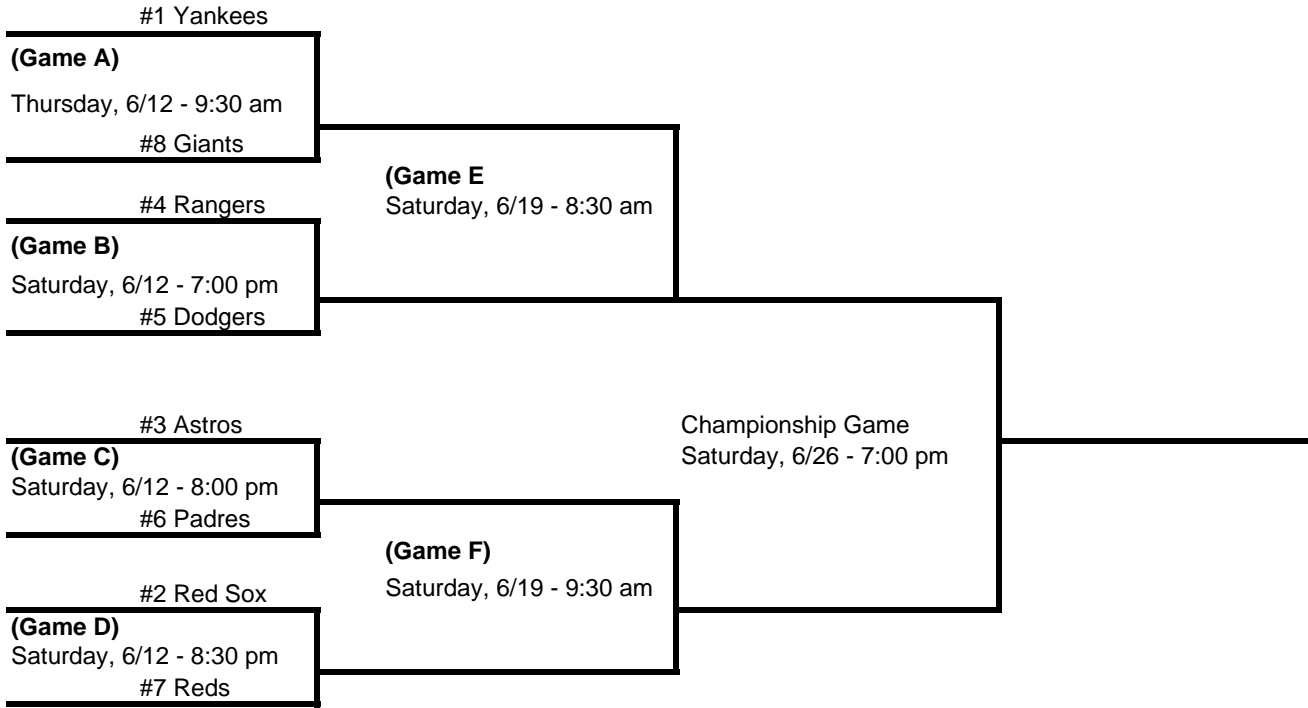 #1 Yankees
(Game A)
Thursday, 6/12 - 9:30 am
#8 Giants
(Game E
Saturday, 6/19 - 8:30 am
#4 Rangers
(Game B)
Saturday, 6/12 - 7:00 pm
#5 Dodgers
#3 Astros
(Game C)
Saturday, 6/12 - 8:00 pm
#6 Padres
Championship Game
Saturday, 6/26 - 7:00 pm
(Game F)
Saturday, 6/19 - 9:30 am
#2 Red Sox
(Game D)
Saturday, 6/12 - 8:30 pm
#7 Reds